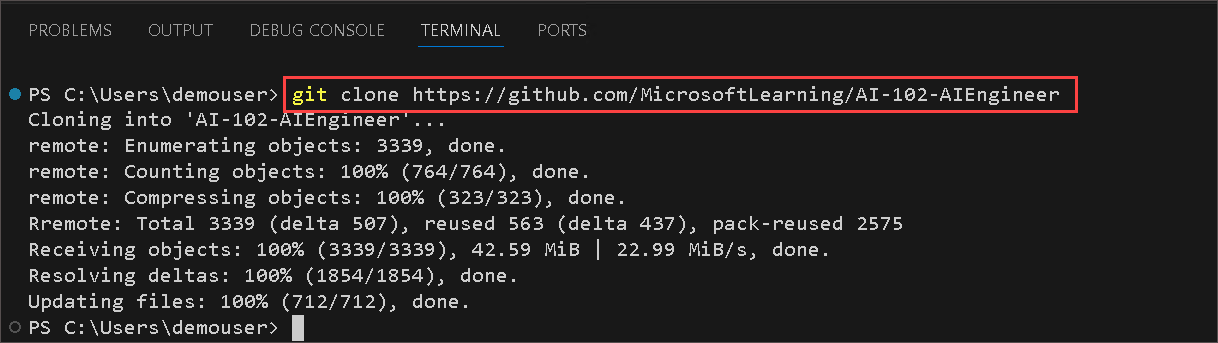 PROBLEMS OUTPUT DEBUG CONSOLE TERMINAL PORTS
PS C:\Users\demouser> git clone https://github.com/MicrosoftLearning/AI-102-AIEngineer
Cloning into 'AI-102-AIEngineer'...
remote: Enumerating objects: 3339, done.
remote: Counting objects: 100% (764/764), done.
remote: Compressing objects: 100% (323/323), done.
Rremote: Total 3339 (delta 507), reused 563 (delta 437), pack-reused 2575
Receiving objects: 100% (3339/3339), 42.59 MiB | 22.99 MiB/s, done.
Resolving deltas: 100% (1854/1854), done.
Updating files: 100% (712/712), done.
PS C:\Users\demouser>